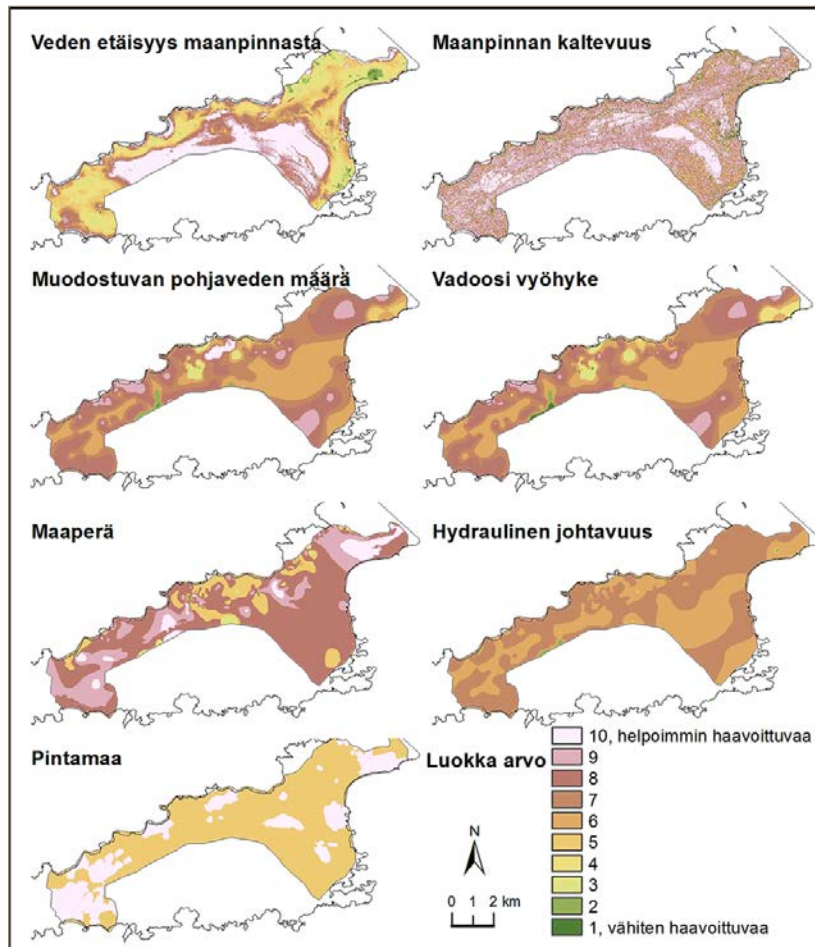 Veden etäisyys maanpinnasta
Maanpinnan kaltevuus
Muodostuvan pohjaveden määrä
Vadoosi vyöhyke
Maaperä
Hydraulinen johtavuus
Pintamaa
Luokka arvo
10, helpoimmin haavoittuvaa
9
8
7
6
5
4
3
2
1, vähiten haavoittuvaa
N
0 1 2 km